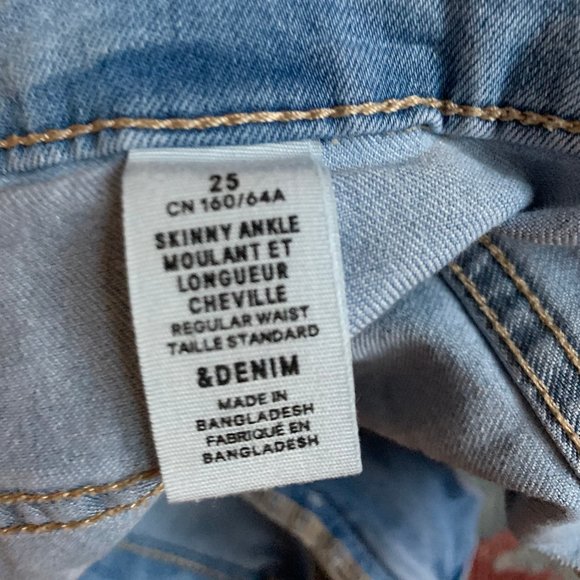 25
CN 160/64A
SKINNY ANKLE
MOULANT ET
LONGUEUR
CHEVILLE
REGULAR WAIST
TAILLE STANDARD
&DENIM
MADE IN
BANGLADESH
FABRIQUÉ EN
BANGLADESH